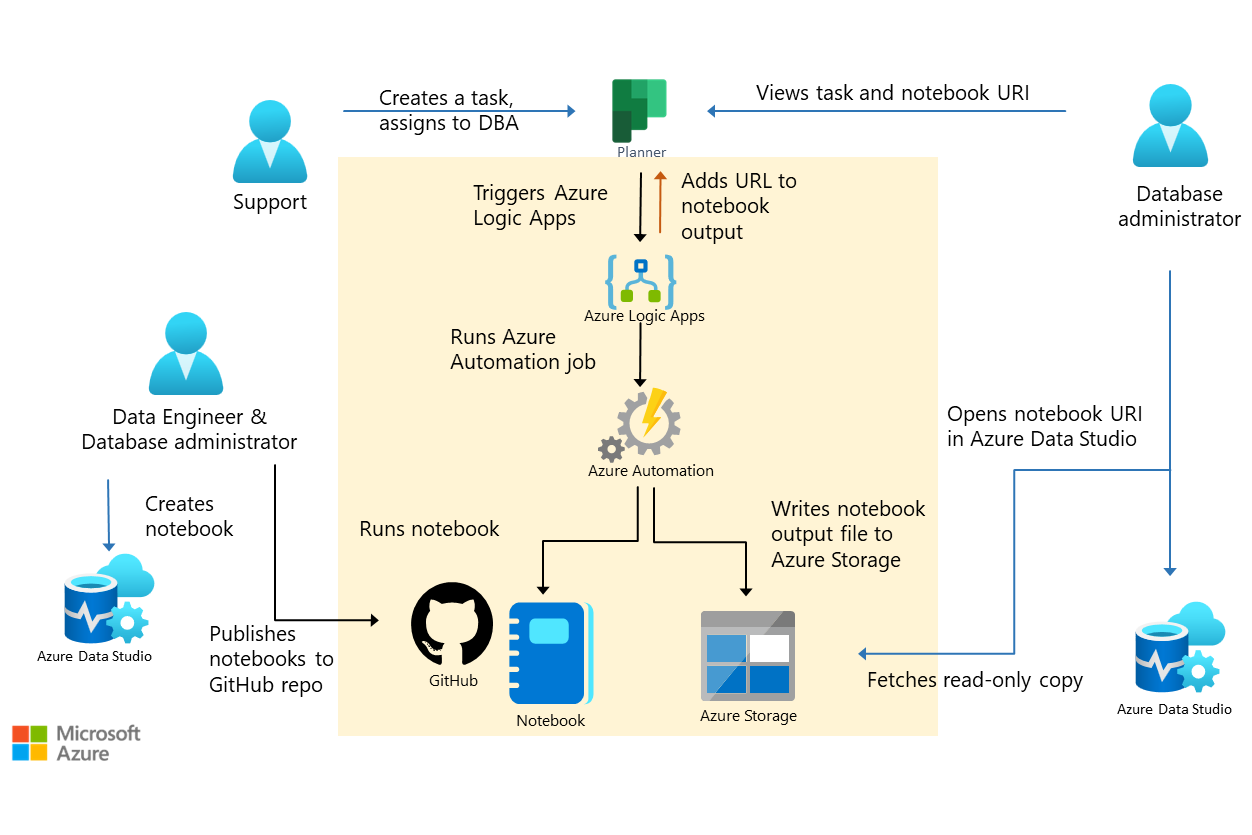 Creates a task,
assigns to DBA
Planner
Views task and notebook URI
Support
Database
administrator
Triggers Azure
Logic Apps
Adds URL to
notebook
output
Azure Logic Apps
Runs Azure
Automation job
Data Engineer &
Database administrator
Azure Automation
Opens notebook URI
in Azure Data Studio
Creates
notebook
Runs notebook
Writes notebook
output file to
Azure Storage
Azure Data Studio
Publishes
notebooks to
GitHub repo
GitHub
Notebook
Azure Storage
Fetches read-only copy
Azure Data Studio
Microsoft
Azure